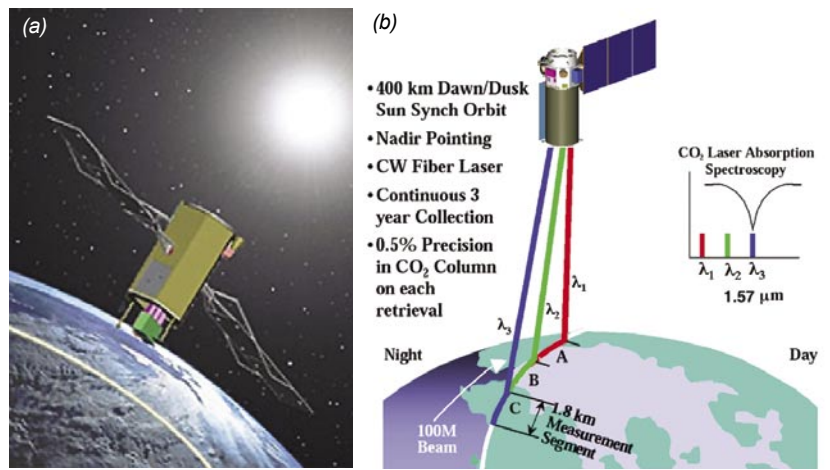 (a)
(b)
• 400 km Dawn/Dusk
Sun Synch Orbit
• Nadir Pointing
• CW Fiber Laser
• Continuous 3
year Collection
• 0.5% Precision
in CO₂ Column
on each
retrieval
CO₂ Laser Absorption
Spectroscopy
λ₁ λ₂ λ₃
1.57 μm
λ₁
λ₂
λ₃
Night
Day
A
B
C
100M
Beam
1.8 km
Measurement
Segment